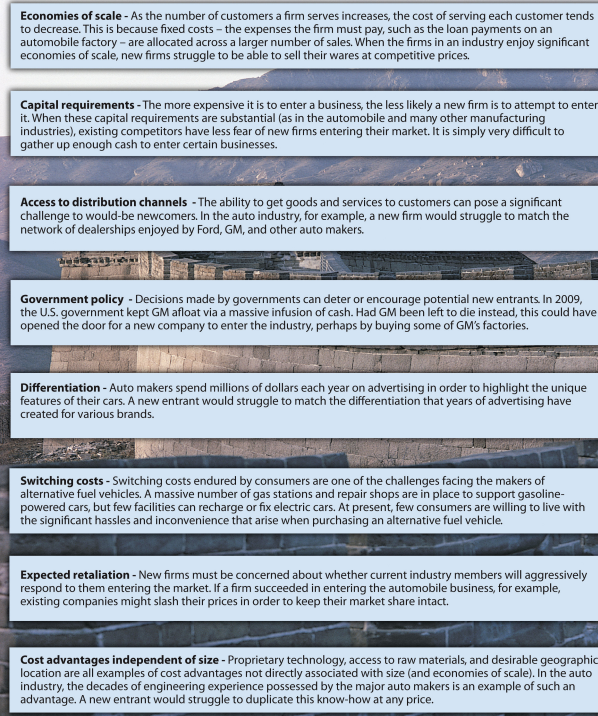 Economies of scale - As the number of customers a firm serves increases, the cost of serving each customer tends
to decrease. This is because fixed costs – the expenses the firm must pay, such as the loan payments on an
automobile factory – are allocated across a larger number of sales. When the firms in an industry enjoy significant
economies of scale, new firms struggle to be able to sell their wares at competitive prices.
Capital requirements - The more expensive it is to enter a business, the less likely a new firm is to attempt to enter
it. When these capital requirements are substantial (as in the automobile and many other manufacturing
industries), existing competitors have less fear of new firms entering their market. It is simply very difficult to
gather up enough cash to enter certain businesses.
Access to distribution channels - The ability to get goods and services to customers can pose a significant
challenge to would-be newcomers. In the auto industry, for example, a new firm would struggle to match the
network of dealerships enjoyed by Ford, GM, and other auto makers.
Government policy - Decisions made by governments can deter or encourage potential new entrants. In 2009,
the U.S. government kept GM afloat via a massive infusion of cash. Had GM been left to die instead, this could have
opened the door for a new company to enter the industry, perhaps by buying some of GM's factories.
Differentiation - Auto makers spend millions of dollars each year on advertising in order to highlight the unique
features of their cars. A new entrant would struggle to match the differentiation that years of advertising have
created for various brands.
Switching costs - Switching costs endured by consumers are one of the challenges facing the makers of
alternative fuel vehicles. A massive number of gas stations and repair shops are in place to support gasoline-
powered cars, but few facilities can recharge or fix electric cars. At present, few consumers are willing to live with
the significant hassles and inconvenience that arise when purchasing an alternative fuel vehicle.
Expected retaliation - New firms must be concerned about whether current industry members will aggressively
respond to them entering the market. If a firm succeeded in entering the automobile business, for example,
existing companies might slash their prices in order to keep their market share intact.
Cost advantages independent of size - Proprietary technology, access to raw materials, and desirable geographic
location are all examples of cost advantages not directly associated with size (and economies of scale). In the auto
industry, the decades of engineering experience possessed by the major auto makers is an example of such an
advantage. A new entrant would struggle to duplicate this know-how at any price.